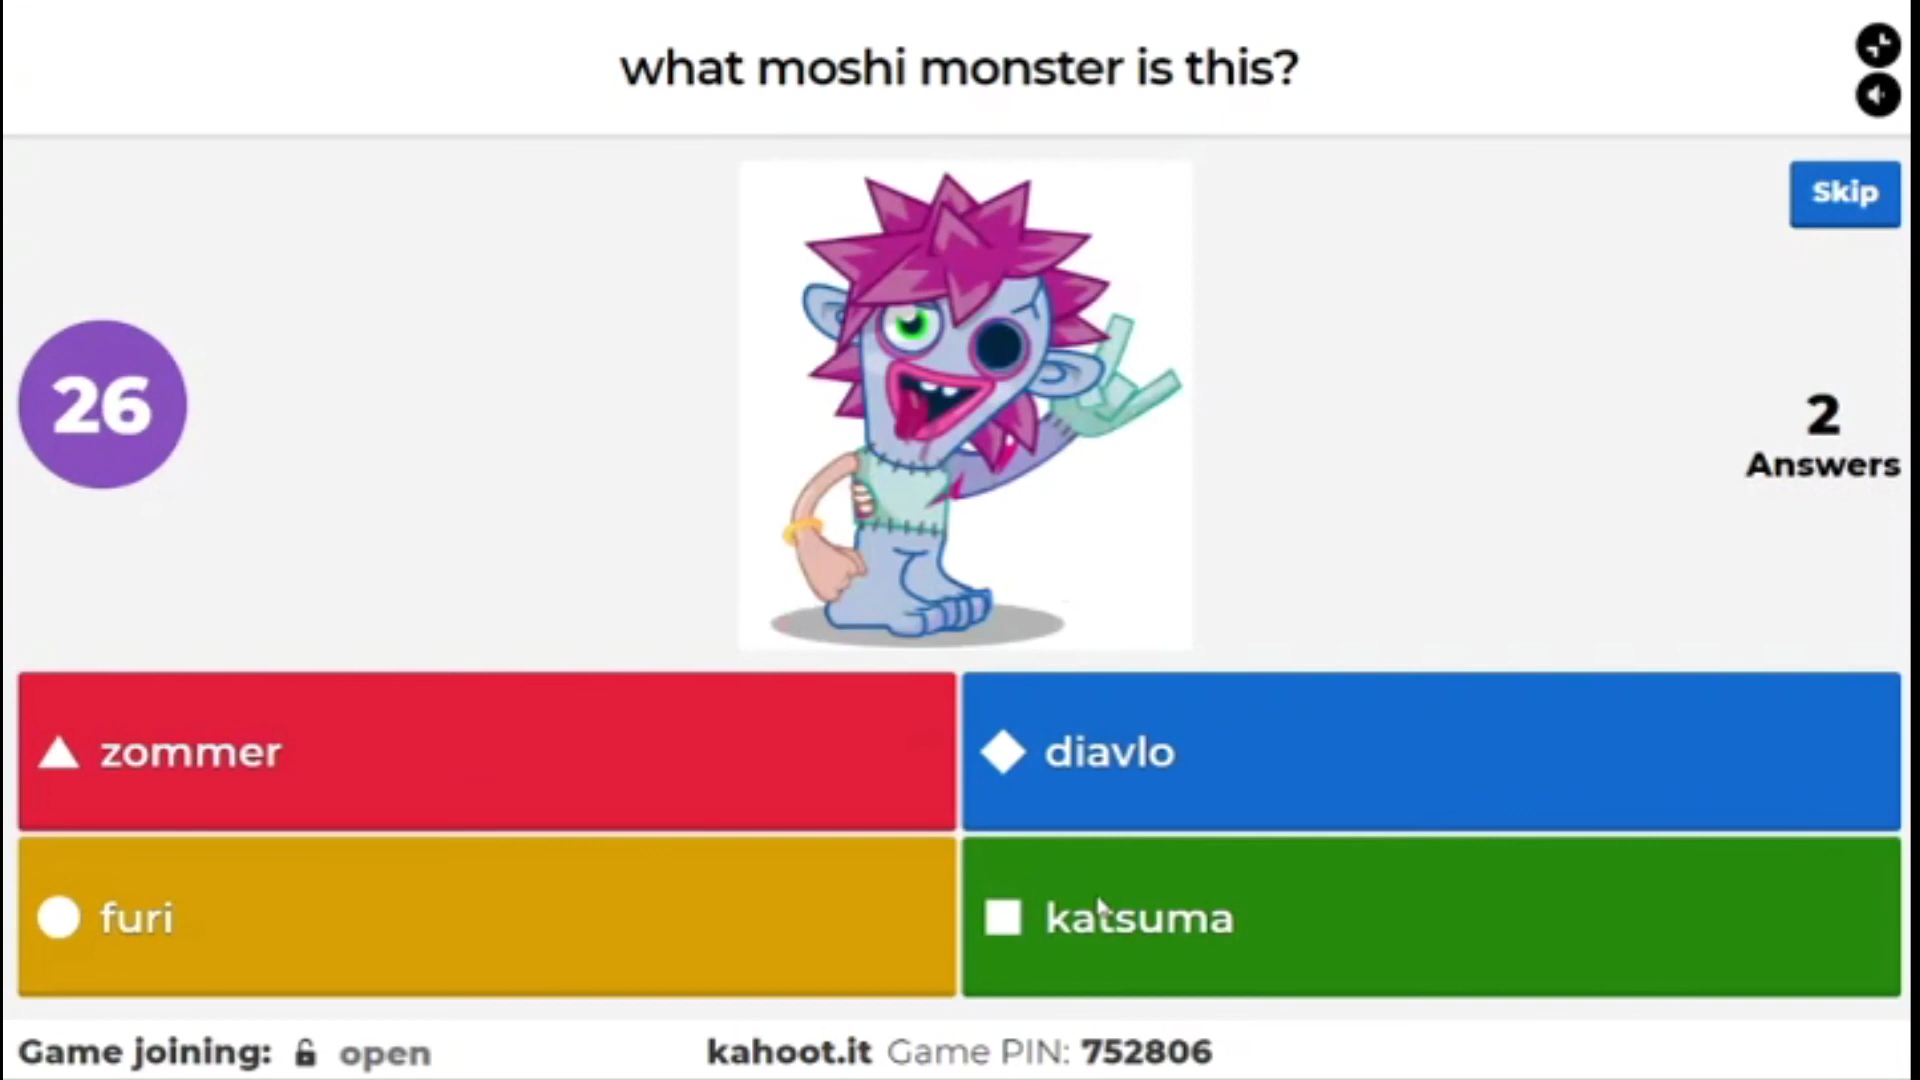 what moshi monster is this?
Skip
26
2
Answers
zommer
diavlo
furi
katsuma
Game joining: open
kahoot.it Game PIN: 752806